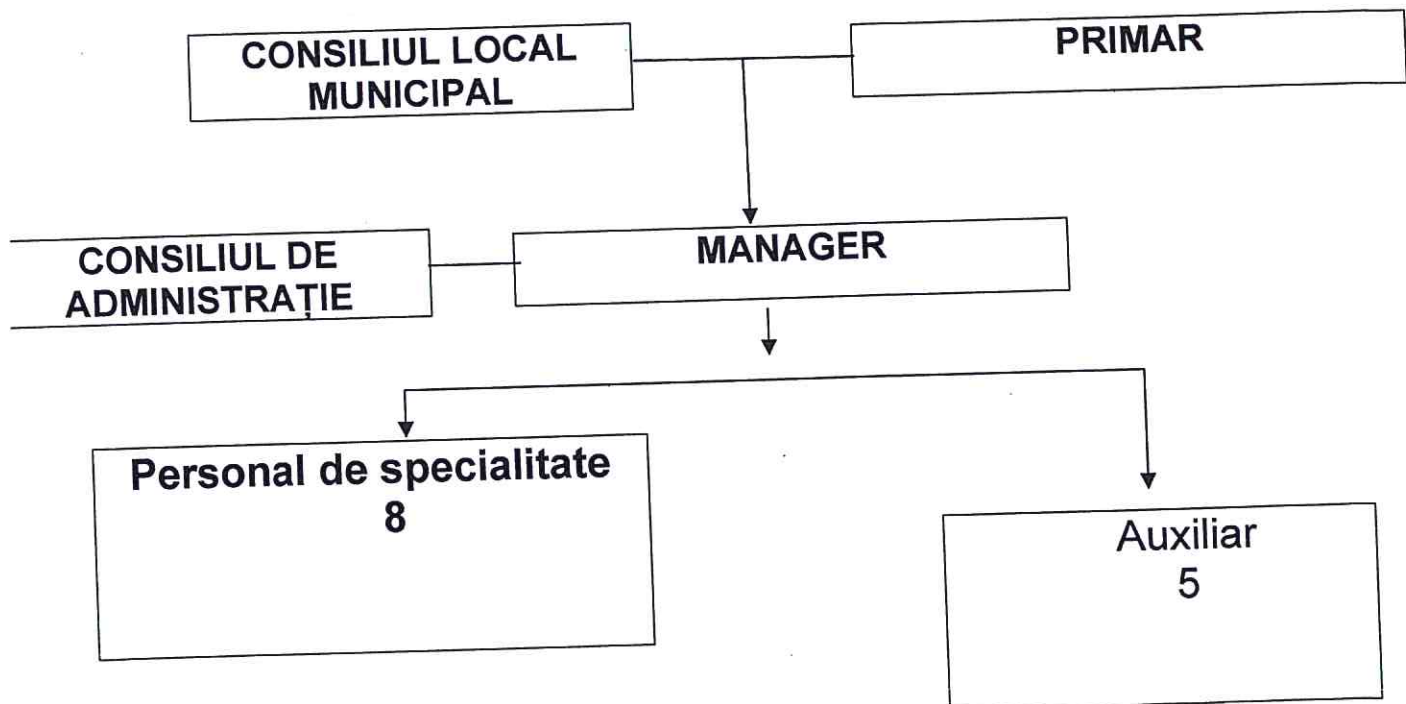 CONSILIUL LOCAL
MUNICIPAL
PRIMAR
CONSILIUL DE
ADMINISTRAȚIE
MANAGER
Personal de specialitate
8
Auxiliar
5